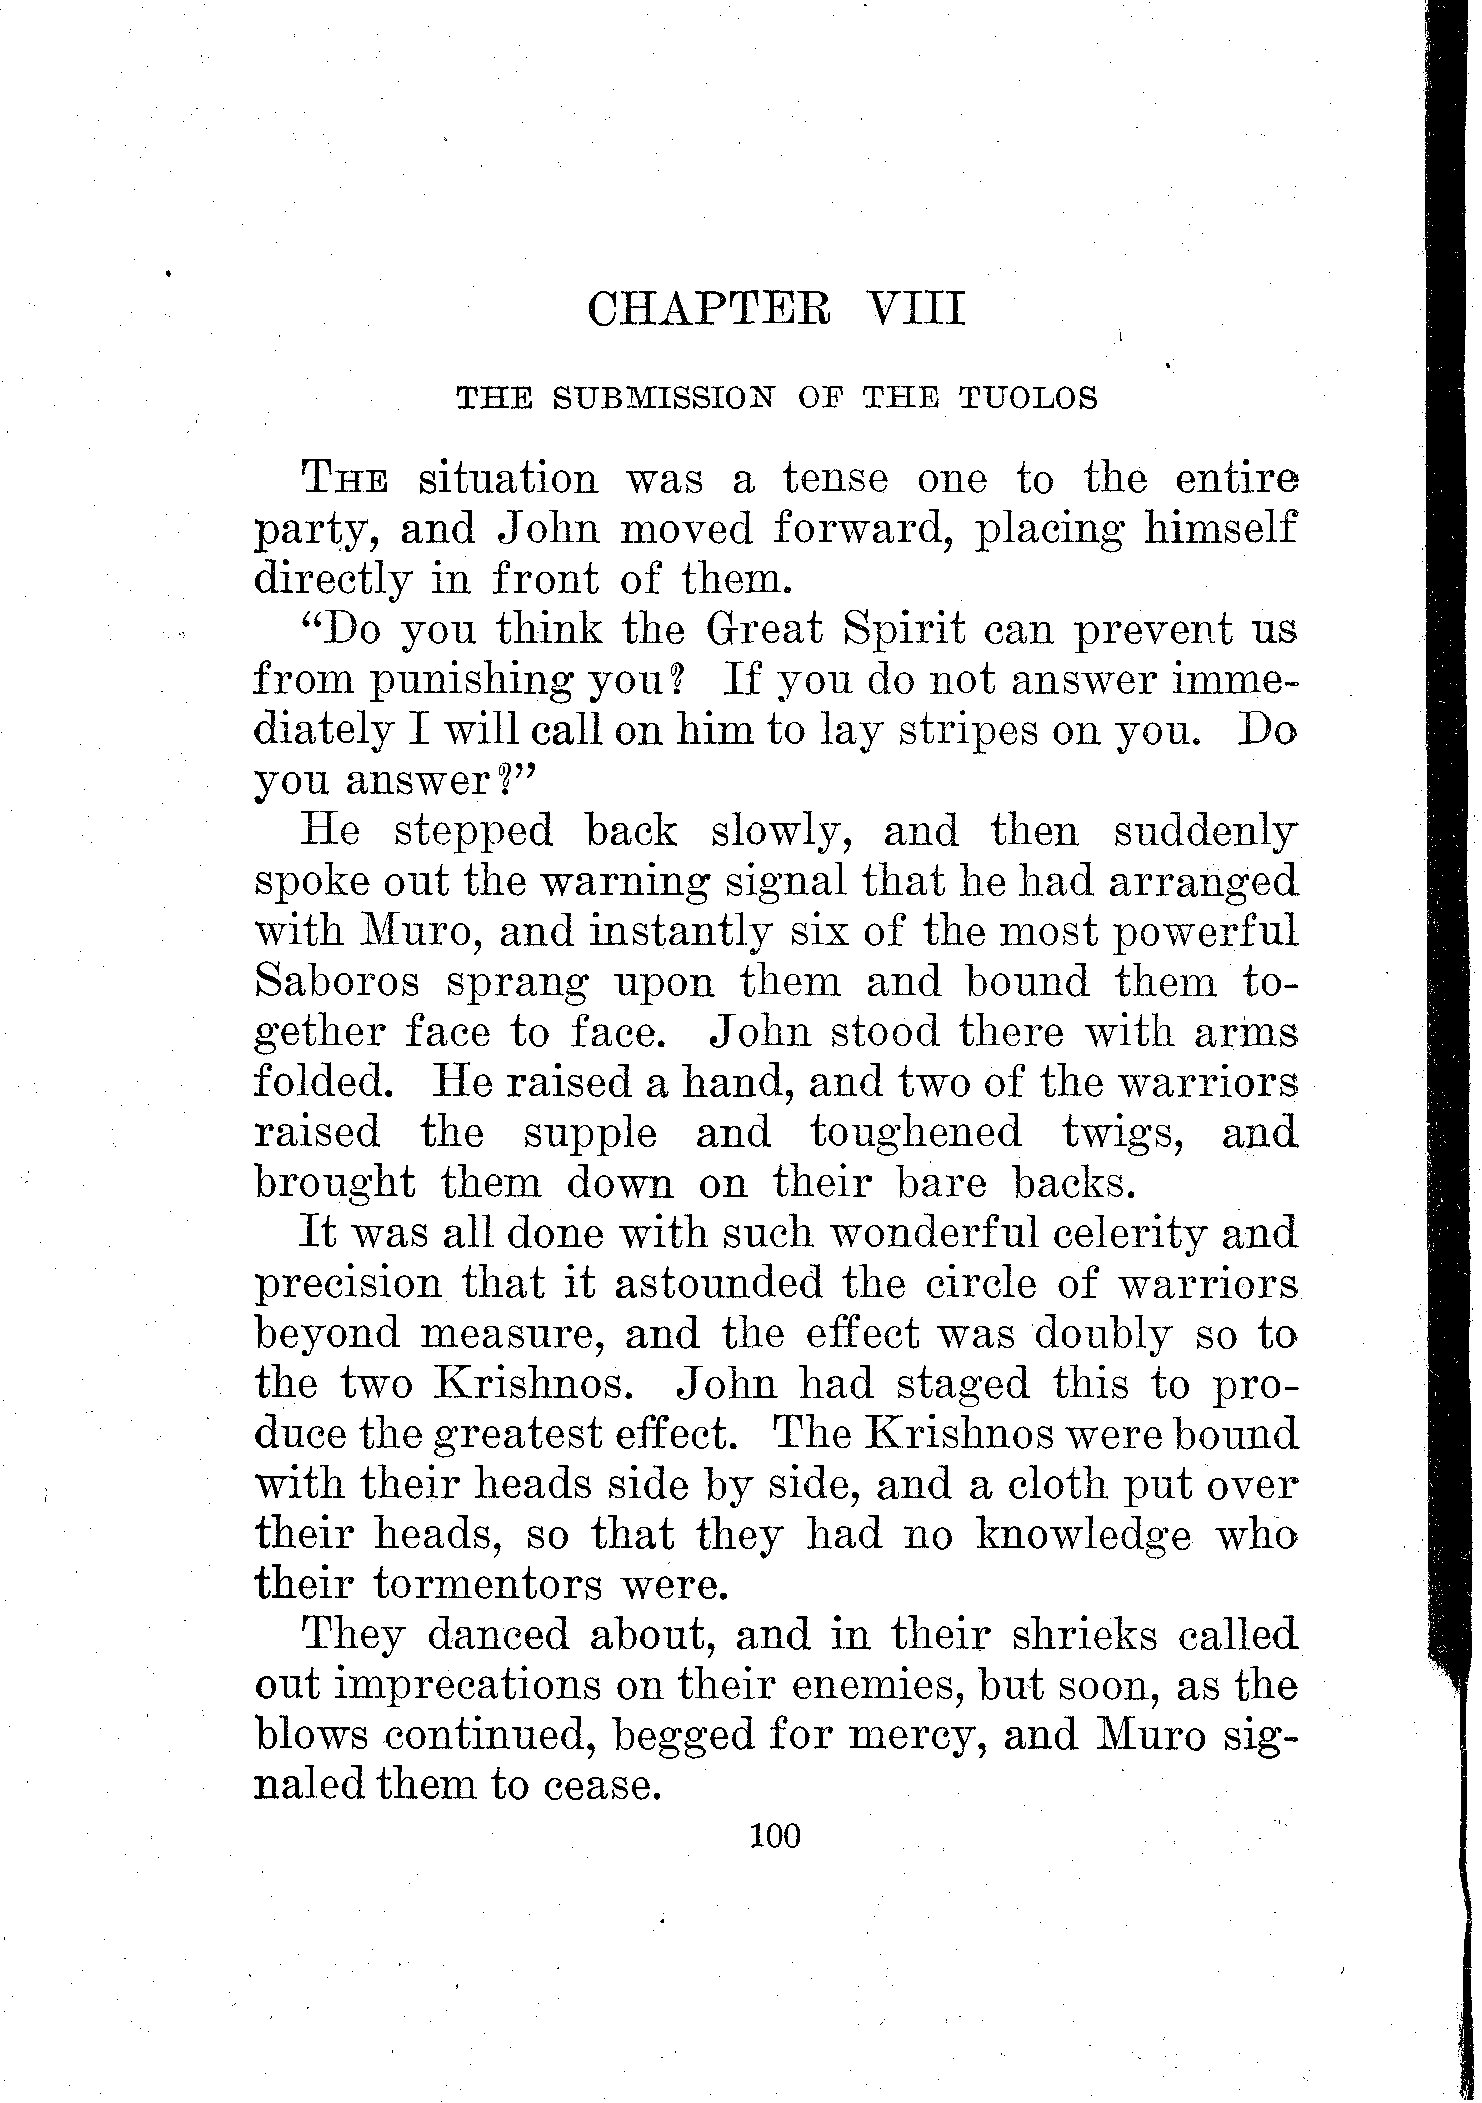 CHAPTER VIII
THE SUBMISSION OF THE TUOLOS
THE situation was a tense one to the entire
party, and John moved forward, placing himself
directly in front of them.
“Do you think the Great Spirit can prevent us
from punishing you? If you do not answer imme-
diately I will call on him to lay stripes on you. Do
you answer?”
He stepped back slowly, and then suddenly
spoke out the warning signal that he had arranged
with Muro, and instantly six of the most powerful
Saboros sprang upon them and bound them to-
gether face to face. John stood there with arms
folded. He raised a hand, and two of the warriors
raised the supple and toughened twigs, and
brought them down on their bare backs.
It was all done with such wonderful celerity and
precision that it astounded the circle of warriors
beyond measure, and the effect was doubly so to
the two Krishnos. John had staged this to pro-
duce the greatest effect. The Krishnos were bound
with their heads side by side, and a cloth put over
their heads, so that they had no knowledge who
their tormentors were.
They danced about, and in their shrieks called
out imprecations on their enemies, but soon, as the
blows continued, begged for mercy, and Muro sig-
naled them to cease.
100